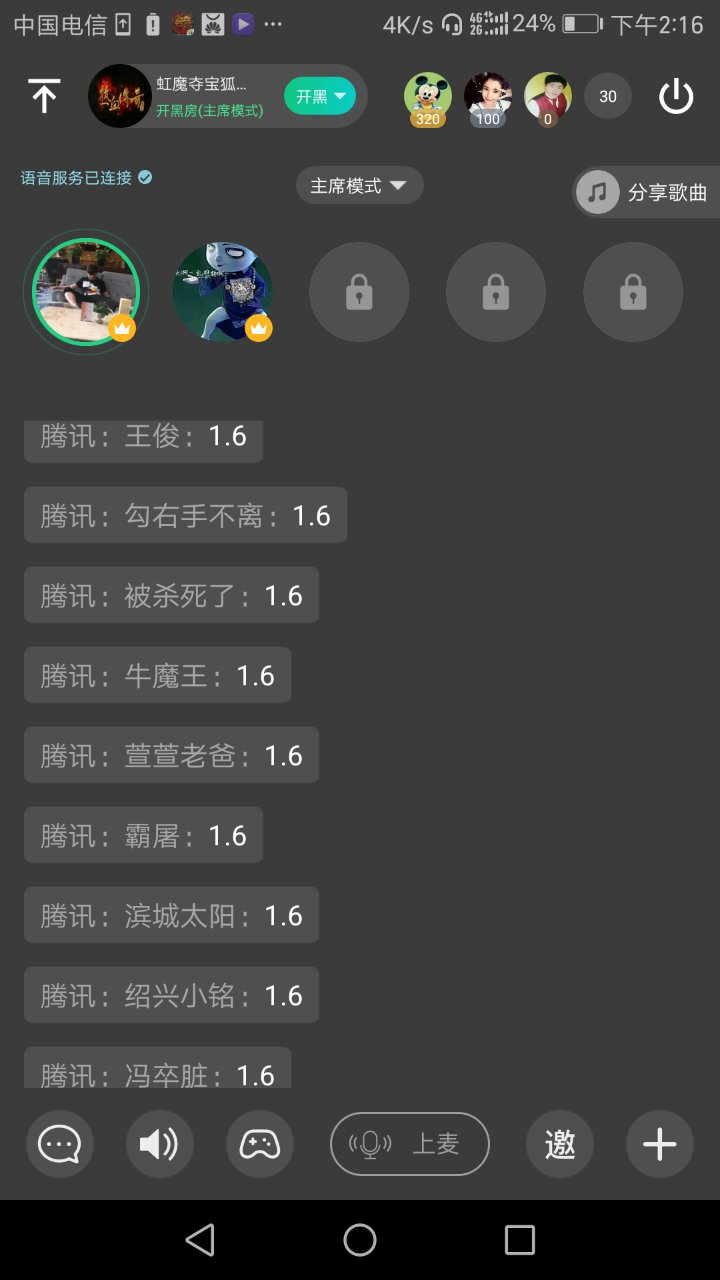 中国电信
4K/s
4G
2G
24%
下午2:16
虹魔夺宝狐...
开黑房(主席模式)
开黑
320
100
0
30
语音服务已连接
主席模式
分享歌曲
腾讯：王俊：1.6
腾讯：勾右手不离：1.6
腾讯：被杀死了：1.6
腾讯：牛魔王：1.6
腾讯：萱萱老爸：1.6
腾讯：霸屠：1.6
腾讯：滨城太阳：1.6
腾讯：绍兴小铭：1.6
腾讯：冯卒脏：1.6
上麦
邀